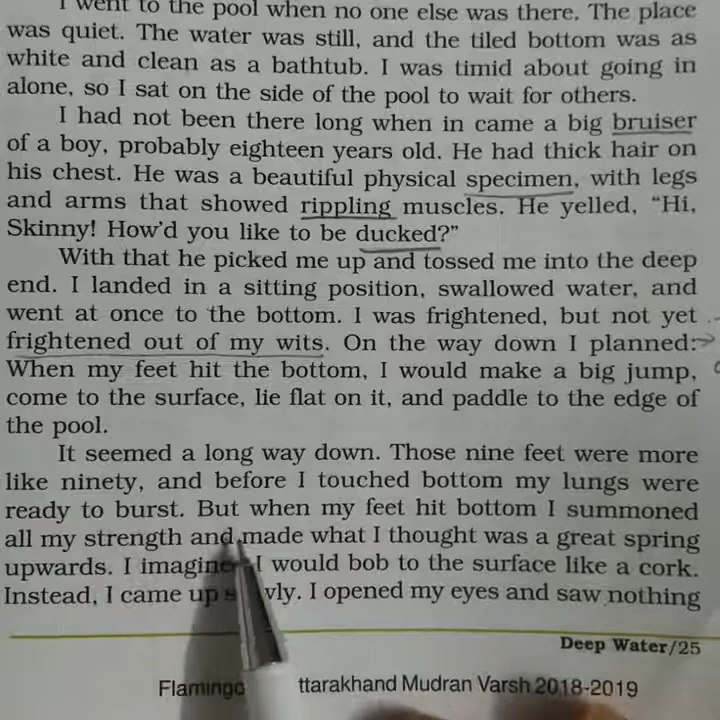 I went to the pool when no one else was there. The place
was quiet. The water was still, and the tiled bottom was as
white and clean as a bathtub. I was timid about going in
alone, so I sat on the side of the pool to wait for others.
I had not been there long when in came a big bruiser
of a boy, probably eighteen years old. He had thick hair on
his chest. He was a beautiful physical specimen, with legs
and arms that showed rippling muscles. He yelled, “Hi,
Skinny! How’d you like to be ducked?”
With that he picked me up and tossed me into the deep
end. I landed in a sitting position, swallowed water, and
went at once to the bottom. I was frightened, but not yet
frightened out of my wits. On the way down I planned:
When my feet hit the bottom, I would make a big jump,
come to the surface, lie flat on it, and paddle to the edge of
the pool.
It seemed a long way down. Those nine feet were more
like ninety, and before I touched bottom my lungs were
ready to burst. But when my feet hit bottom I summoned
all my strength and made what I thought was a great spring
upwards. I I would bob to the surface like a cork.
Instead, I came up I opened my eyes and saw nothing
Deep Water/25
Flamingo Mudran Varsh 2018-2019